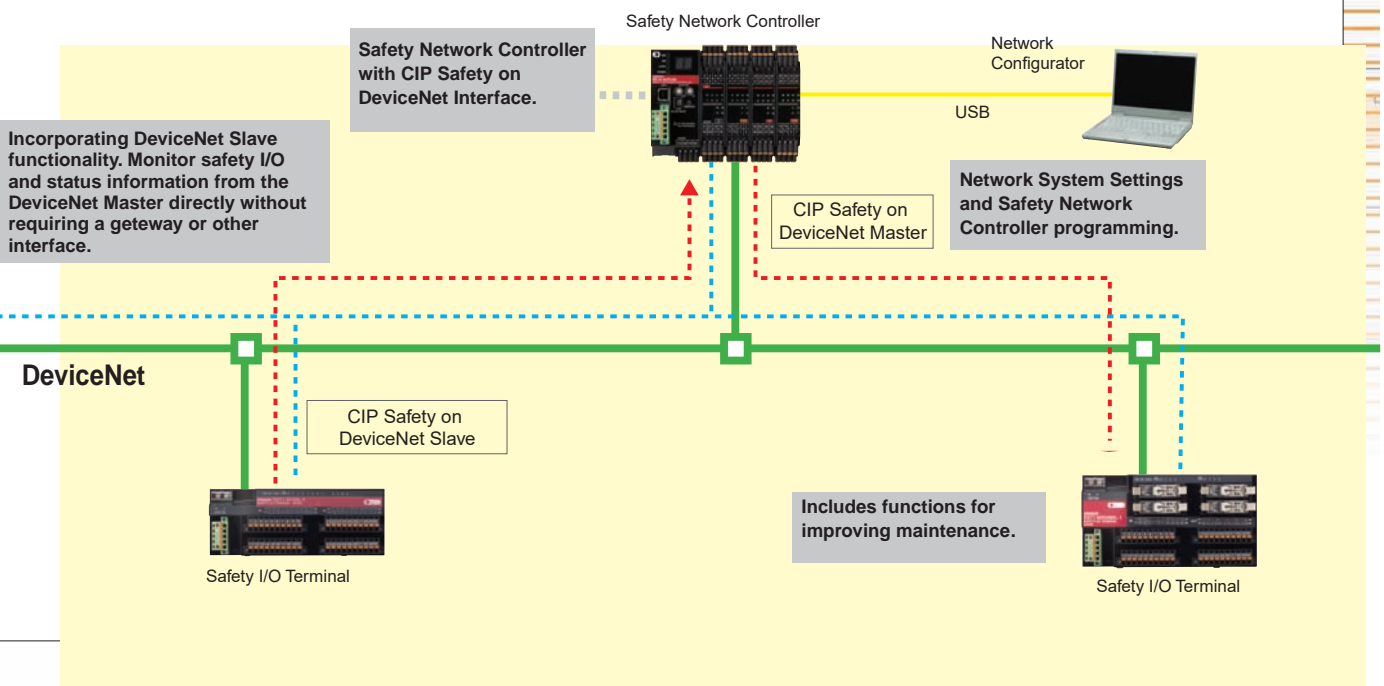 Safety Network Controller
Safety Network Controller
with CIP Safety on
DeviceNet Interface.
Network
Configurator
USB
Incorporating DeviceNet Slave
functionality. Monitor safety I/O
and status information from the
DeviceNet Master directly without
requiring a geteway or other
interface.
Network System Settings
and Safety Network
Controller programming.
CIP Safety on
DeviceNet Master
DeviceNet
CIP Safety on
DeviceNet Slave
Includes functions for
improving maintenance.
Safety I/O Terminal
Safety I/O Terminal